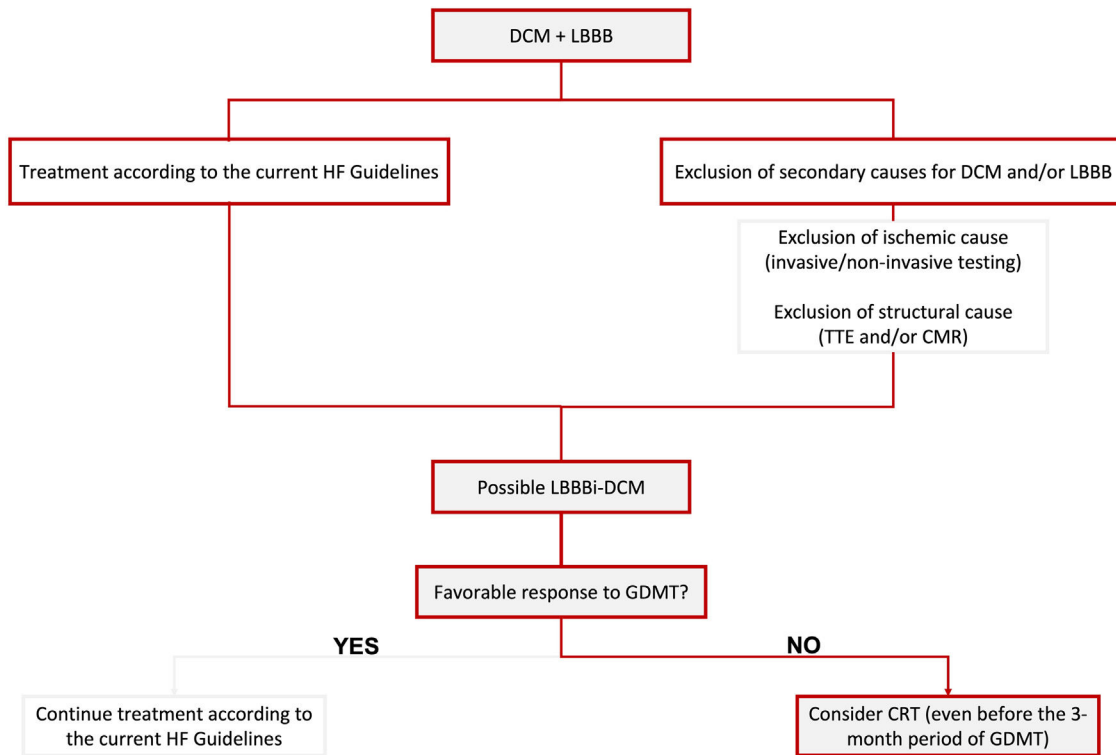 DCM + LBBB
Treatment according to the current HF Guidelines
Exclusion of secondary causes for DCM and/or LBBB
Exclusion of ischemic cause
(invasive/non-invasive testing)
Exclusion of structural cause
(TTE and/or CMR)
Possible LBBBi-DCM
Favorable response to GDMT?
YES
NO
Continue treatment according to
the current HF Guidelines
Consider CRT (even before the 3-
month period of GDMT)